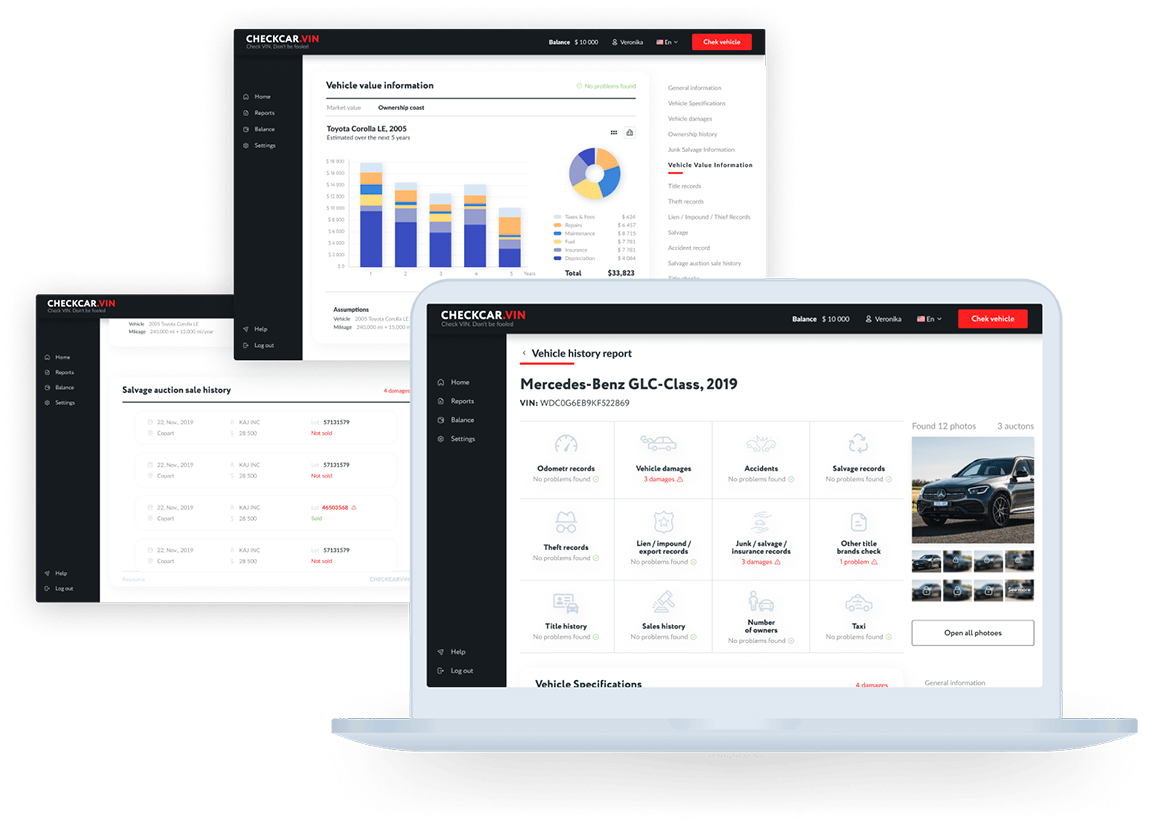 CHECKCAR.VIN
Check VIN. Don't be fooled
Balance $ 10 000 Veronika En Chek vehicle
Home
Reports
Balance
Settings
Help
Log out
Vehicle value information
No problems found
Market value Ownership coast
Toyota Corolla LE, 2005
Estimated over the next 5 years
$ 18 000
$ 16 000
$ 14 000
$ 12 000
$ 10 000
$ 8 000
$ 6 000
$ 4 000
$ 2 000
$ 0
1 2 3 4 5 Years
Taxes & Fees $ 634
Repairs $ 6 457
Maintenance $ 8 715
Fuel $ 7 781
Insurance $ 7 781
Depreciation $ 4 084
Total $33,823
Assumptions
Vehicle 2005 Toyota Corolla LE
Mileage 240,000 mi + 15,000 m
General information
Vehicle Specifications
Vehicle damages
Ownership history
Junk Salvage Information
Vehicle Value Information
Title records
Theft records
Lien / Impound / Thief Records
Salvage
Accident record
Salvage auction sale history
CHECKCAR.VIN
Check VIN. Don't be fooled
Home
Reports
Balance
Settings
Help
Log out
Vehicle 2005 Toyota Corolla LE
Mileage 240,000 mi + 15,000 mi/year
Salvage auction sale history
4 damages
22, Nov., 2019 KAJ INC Lot 57131579
Copart $ 28 500 Not sold
22, Nov., 2019 KAJ INC Lot 57131579
Copart $ 28 500 Not sold
22, Nov., 2019 KAJ INC Lot 46503568
Copart $ 28 500 Sold
22, Nov., 2019 KAJ INC Lot 57131579
Copart $ 28 500 Not sold
CHECKCAR.VIN
CHECKCAR.VIN
Check VIN. Don't be fooled
Balance $ 10 000 Veronika En Chek vehicle
Home
Reports
Balance
Settings
Help
Log out
‹ Vehicle history report
Mercedes-Benz GLC-Class, 2019
VIN: WDC0G6EB9KF522869
Odometr records
No problems found
Vehicle damages
3 damages
Accidents
No problems found
Salvage records
No problems found
Theft records
No problems found
Lien / impound /
export records
No problems found
Junk / salvage /
insurance records
3 damages
Other title
brands check
1 problem
Title history
No problems found
Sales history
No problems found
Number
of owners
No problems found
Taxi
No problems found
Found 12 photos 3 auctons
See more
Open all photoes
Vehicle Specifications
4 damages
General information